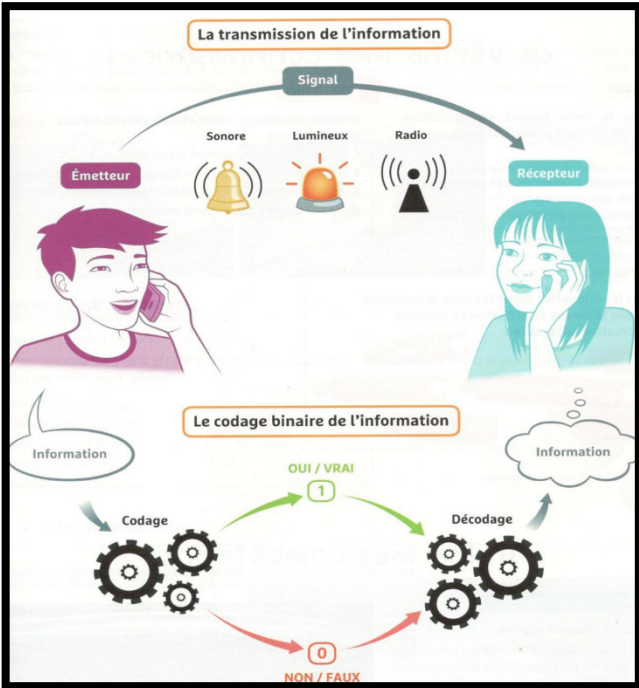 La transmission de l'information
Signal
Sonore
Lumineux
Radio
Émetteur
Récepteur
Le codage binaire de l'information
Information
Information
OUI / VRAI
1
Codage
Décodage
0
NON / FAUX